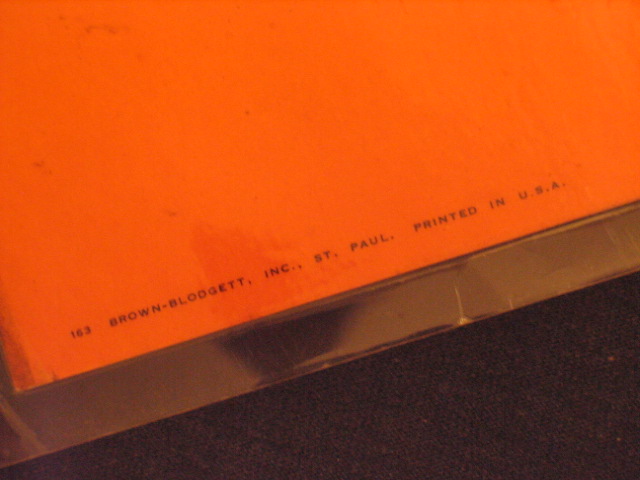 163 BROWN-BLODGETT, INC., ST. PAUL. PRINTED IN U.S.A.